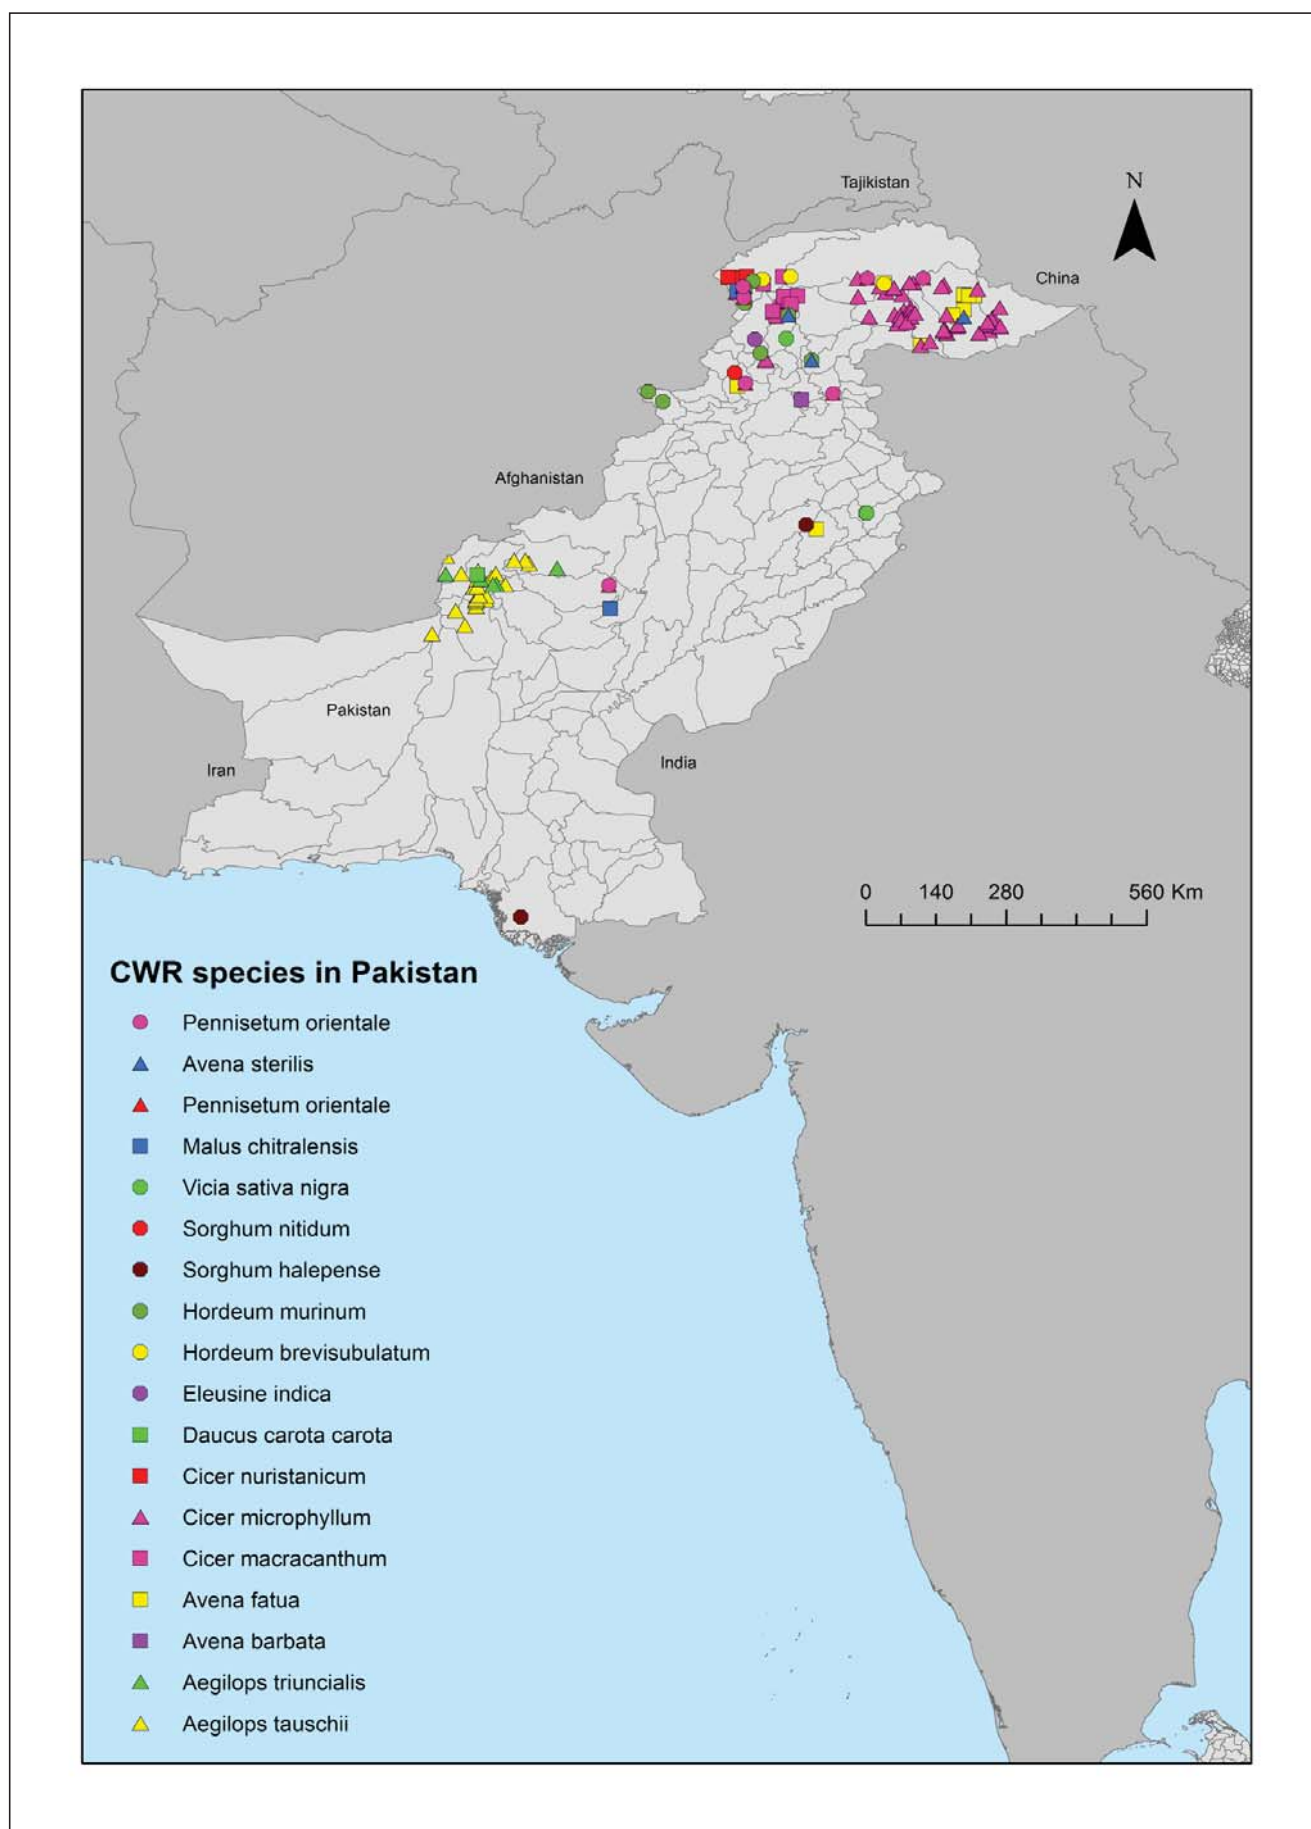 Tajikistan
N
China
Afghanistan
Pakistan
India
Iran
0 140 280 560 Km
CWR species in Pakistan
Pennisetum orientale
Avena sterilis
Pennisetum orientale
Malus chitralensis
Vicia sativa nigra
Sorghum nitidum
Sorghum halepense
Hordeum murinum
Hordeum brevisubulatum
Eleusine indica
Daucus carota carota
Cicer nuristanicum
Cicer microphyllum
Cicer macracanthum
Avena fatua
Avena barbata
Aegilops triuncialis
Aegilops tauschii